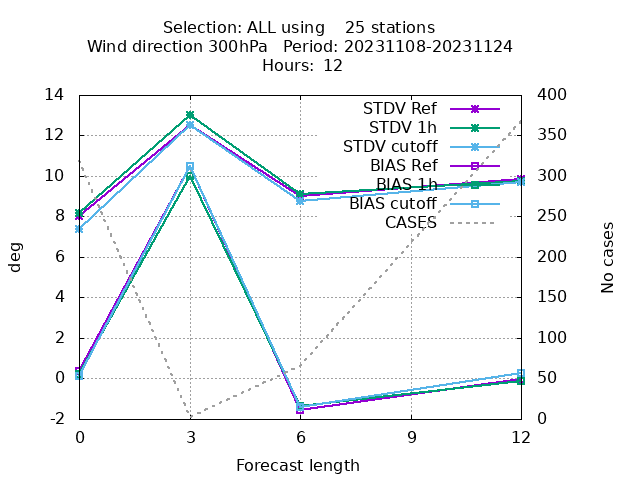 Selection: ALL using    25 stations
Wind direction 300hPa   Period: 20231108-20231124
Hours:  12
14
12
10
8
6
4
2
0
-2
400
350
300
250
200
150
100
50
0
STDV Ref
STDV 1h
STDV cutoff
BIAS Ref
BIAS 1h
BIAS cutoff
CASES
deg
No cases
0 3 6 9 12
Forecast length